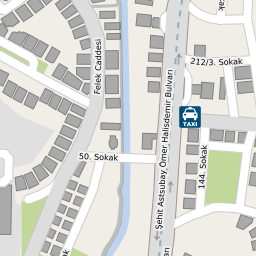 212/3. Sokak
Felek Caddesi
Şehit Astsubay Ömer Halisdemir Bulvarı
TAXI
50. Sokak
144. Sokak